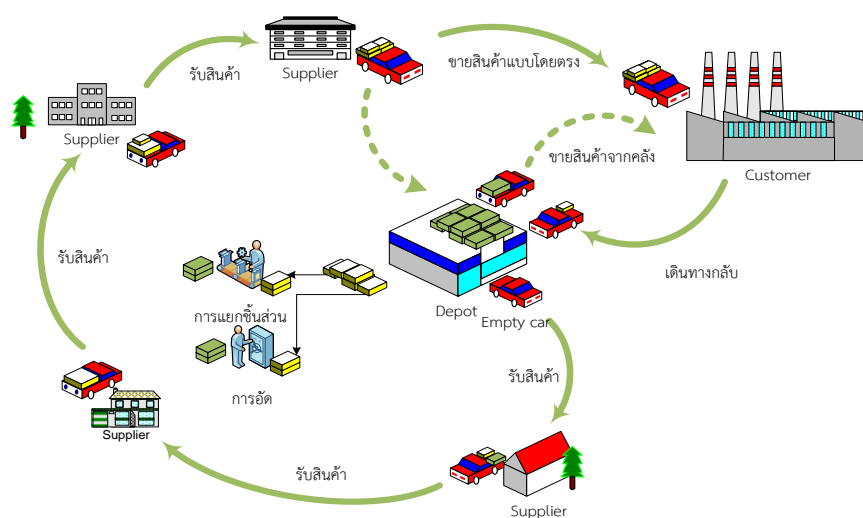 รับสินค้า
Supplier
ขายสินค้าแบบโดยตรง
Supplier
ขายสินค้าจากคลัง
Customer
รับสินค้า
เดินทางกลับ
การแยกชิ้นส่วน
Depot
Empty car
รับสินค้า
การอัด
Supplier
รับสินค้า
Supplier